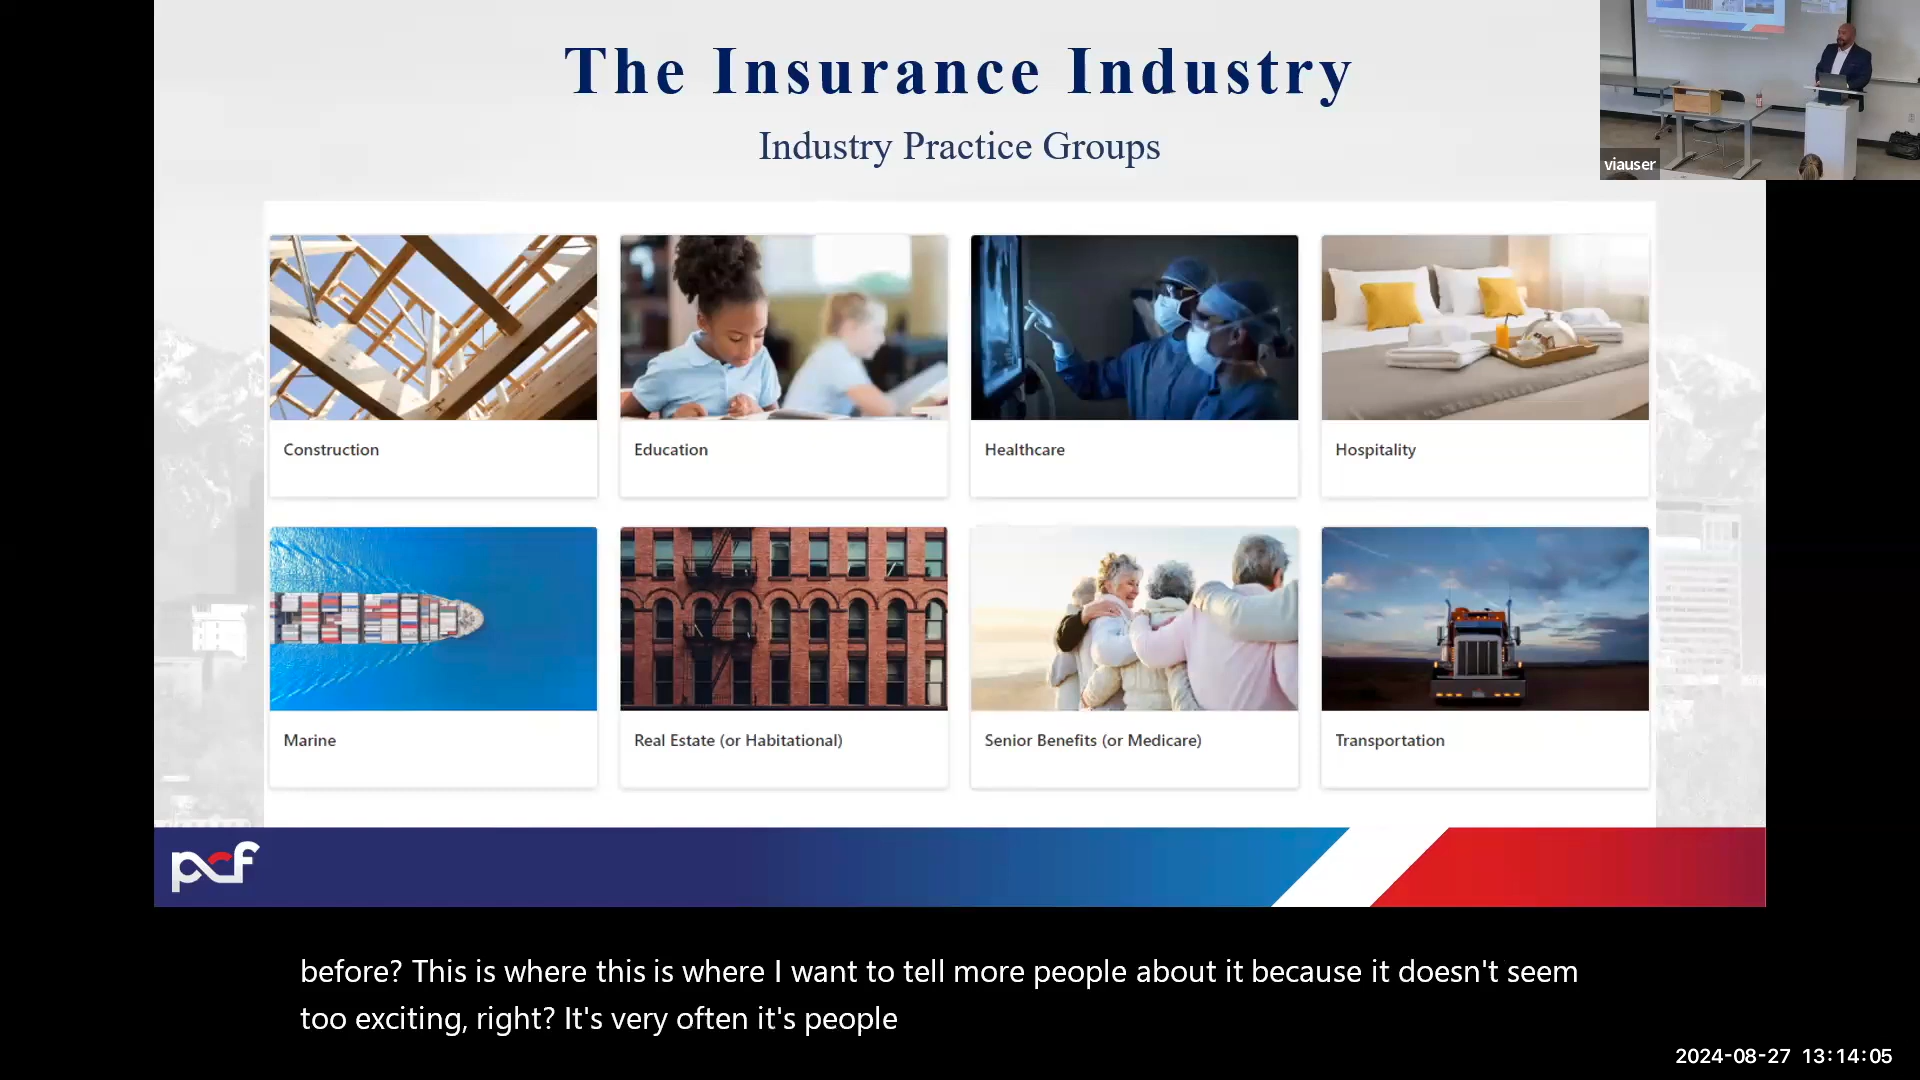 The Insurance Industry
Industry Practice Groups
viauser
Construction
Education
Healthcare
Hospitality
Marine
Real Estate (or Habitational)
Senior Benefits (or Medicare)
Transportation
pcf
before? This is where this is where I want to tell more people about it because it doesn't seem
too exciting, right? It's very often it's people
2024-08-27 13:14:05